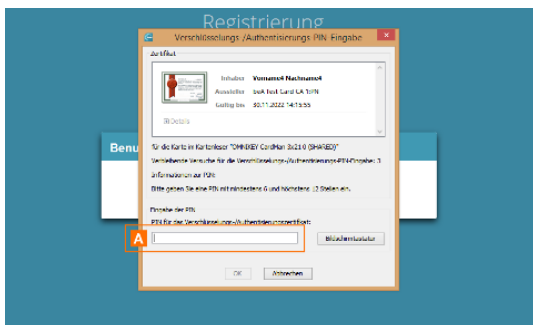 Registrierung
Verschlüsselungs-/Authentisierungs-PIN-Eingabe
Zertifikat
Inhaber Vorname4 Nachname4
Aussteller beA Test Card CA 1:PN
Gültig bis 30.11.2022 14:15:55
Details
Benu
für die Karte im Kartenleser "OMNIKEY CardMan 3x21 0 (SHARED)"
Verbleibende Versuche für die Verschlüsselungs-/Authentisierungs-PIN-Eingabe: 3
Informationen zur PIN:
Bitte geben Sie eine PIN mit mindestens 6 und höchstens 12 Stellen ein.
Eingabe der PIN
PIN für das Verschlüsselungs-/Authentisierungszertifikat:
A
Bildschirmtastatur
OK Abbrechen